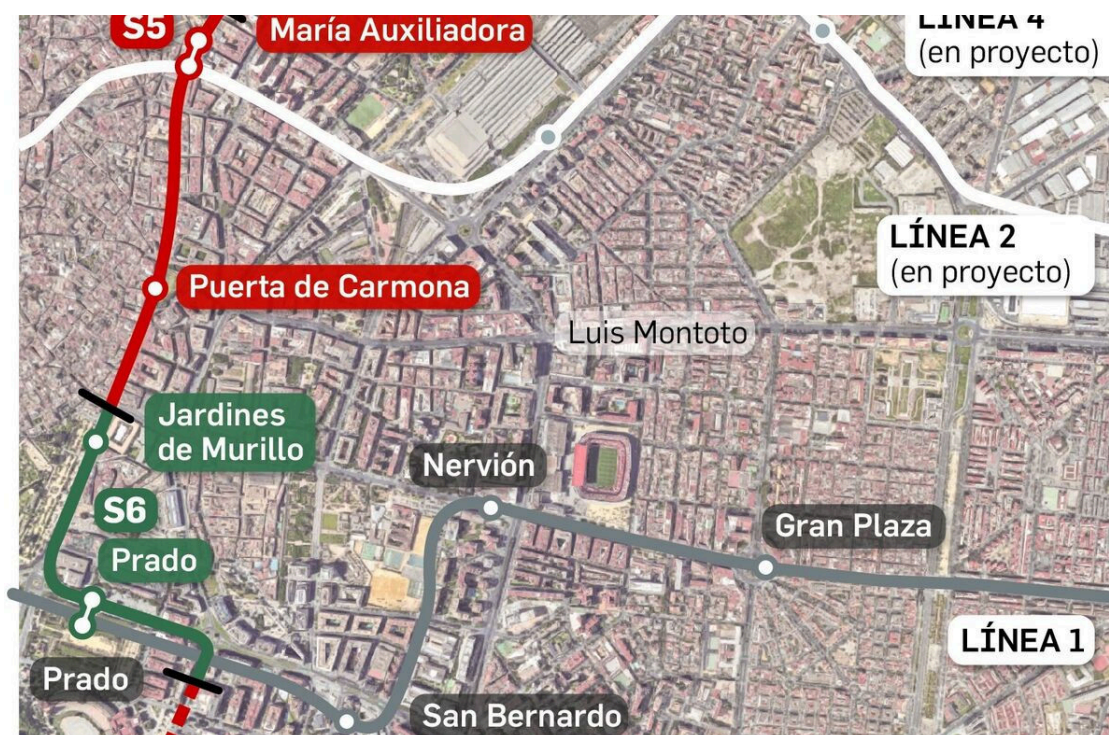 S5
María Auxiliadora
LÍNEA 4
(en proyecto)
LÍNEA 2
(en proyecto)
Puerta de Carmona
Luis Montoto
Jardines
de Murillo
Nervión
S6
Prado
Gran Plaza
LÍNEA 1
Prado
San Bernardo